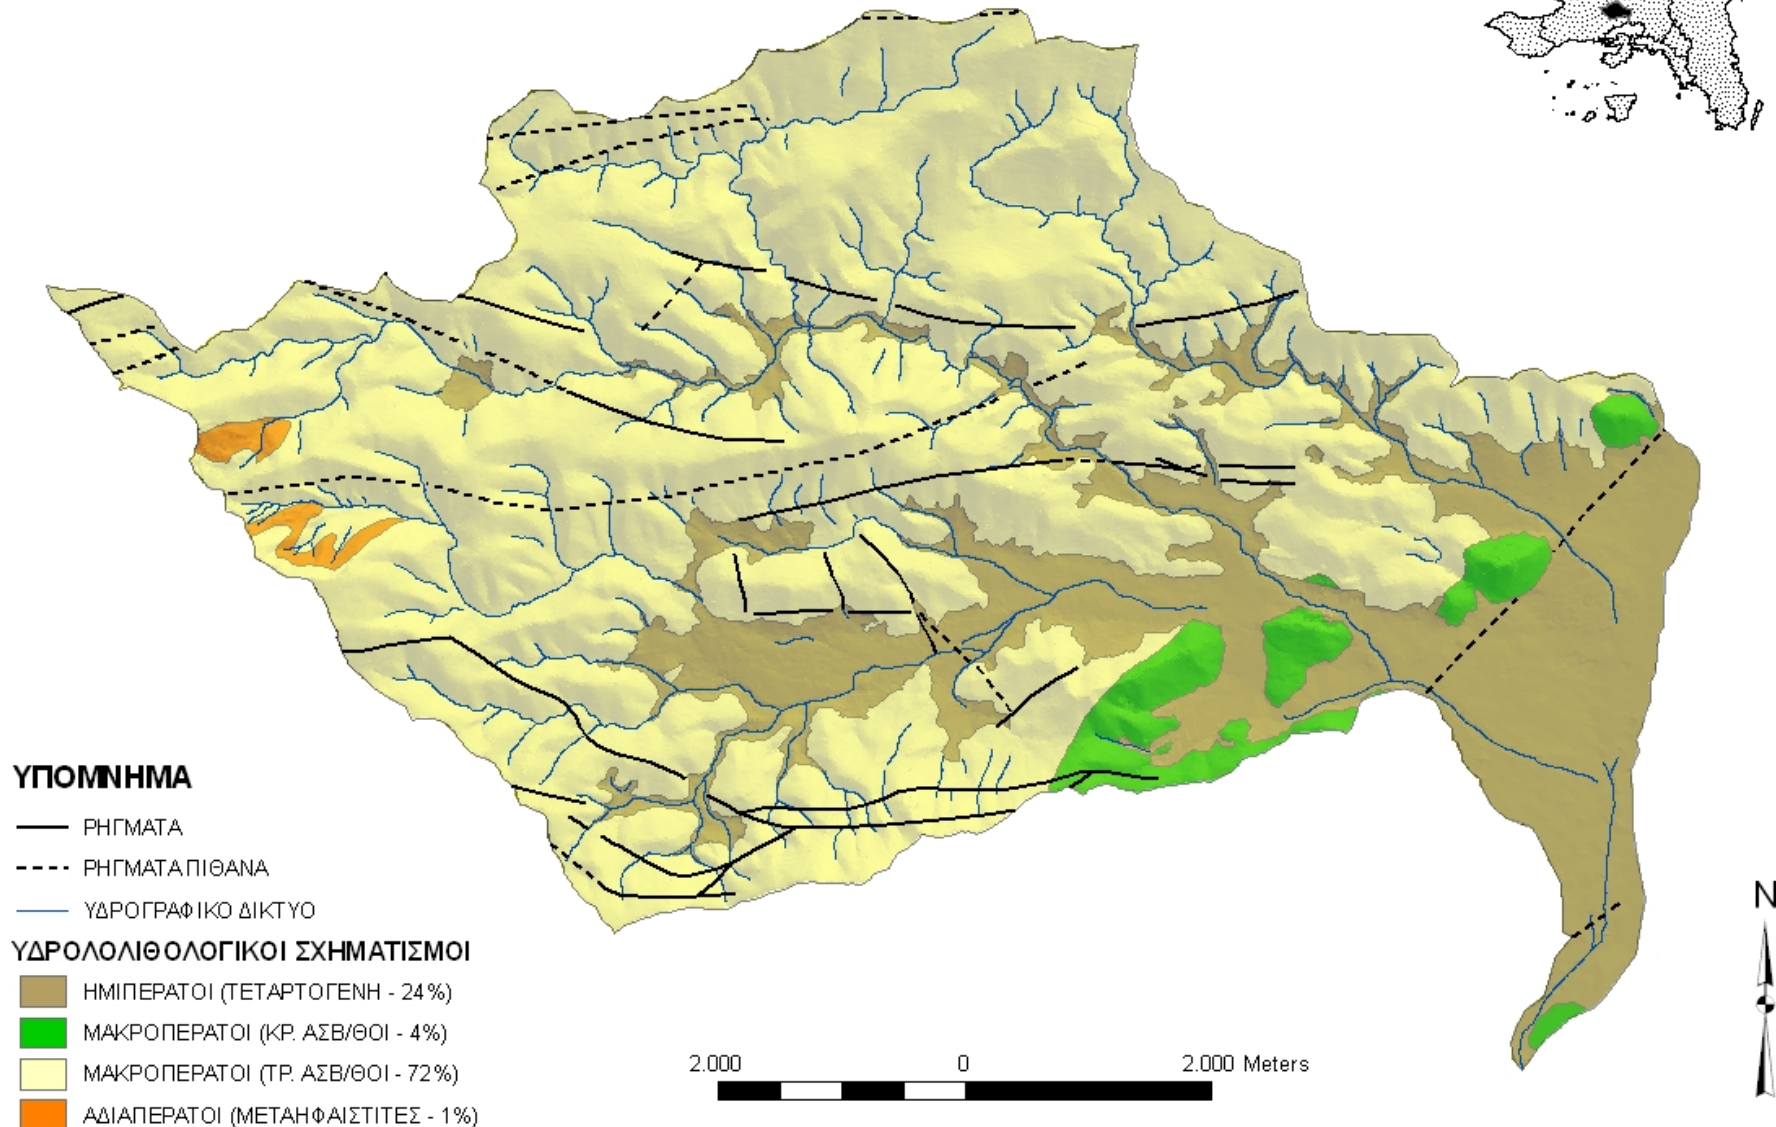 ΥΠΟΜΝΗΜΑ
ΡΗΓΜΑΤΑ
ΡΗΓΜΑΤΑ ΠΙΘΑΝΑ
ΥΔΡΟΓΡΑΦΙΚΟ ΔΙΚΤΥΟ
ΥΔΡΟΛΟΛΙΘΟΛΟΓΙΚΟΙ ΣΧΗΜΑΤΙΣΜΟΙ
ΗΜΙΠΕΡΑΤΟΙ (ΤΕΤΑΡΤΟΓΕΝΗ - 24%)
ΜΑΚΡΟΠΕΡΑΤΟΙ (ΚΡ. ΑΣΒ/ΘΟΙ - 4%)
ΜΑΚΡΟΠΕΡΑΤΟΙ (ΤΡ. ΑΣΒ/ΘΟΙ - 72%)
ΑΔΙΑΠΕΡΑΤΟΙ (ΜΕΤΑΗΦΑΙΣΤΙΤΕΣ - 1%)
2.000 0 2.000 Meters
N